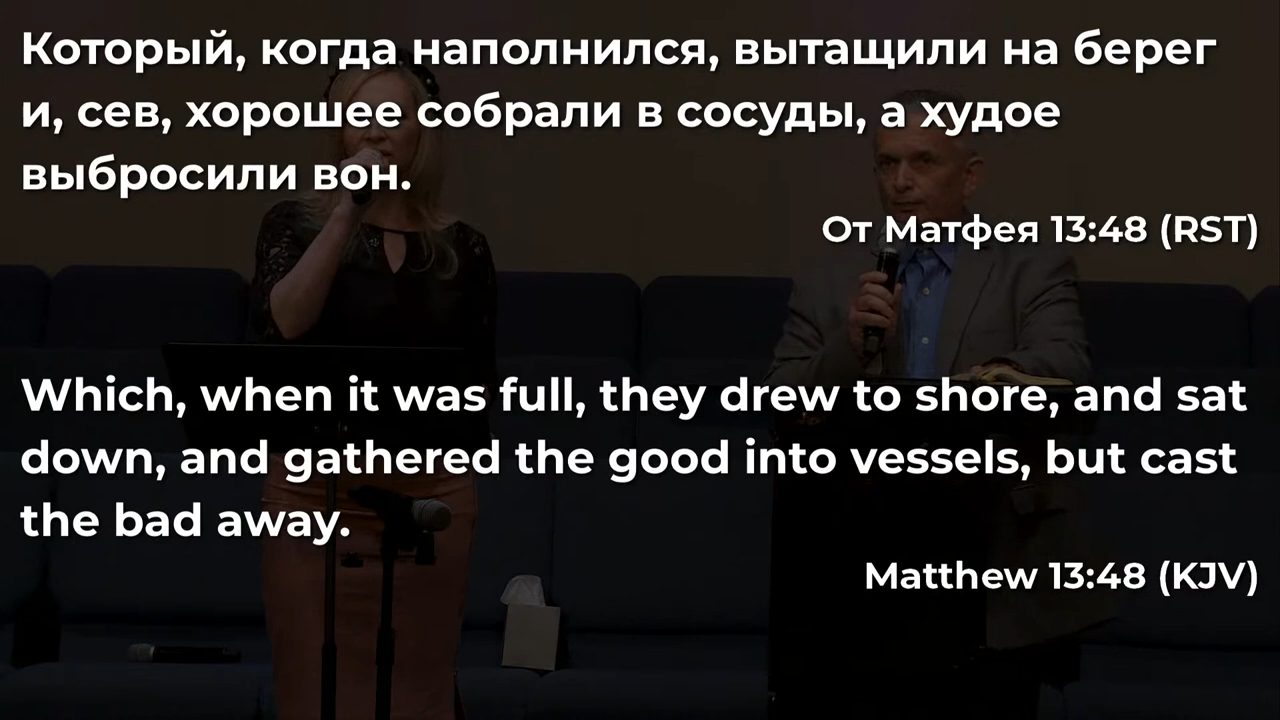 Который, когда наполнился, вытащили на берег
и, сев, хорошее собрали в сосуды, а худое
выбросили вон.
От Матфея 13:48 (RST)
Which, when it was full, they drew to shore, and sat
down, and gathered the good into vessels, but cast
the bad away.
Matthew 13:48 (KJV)